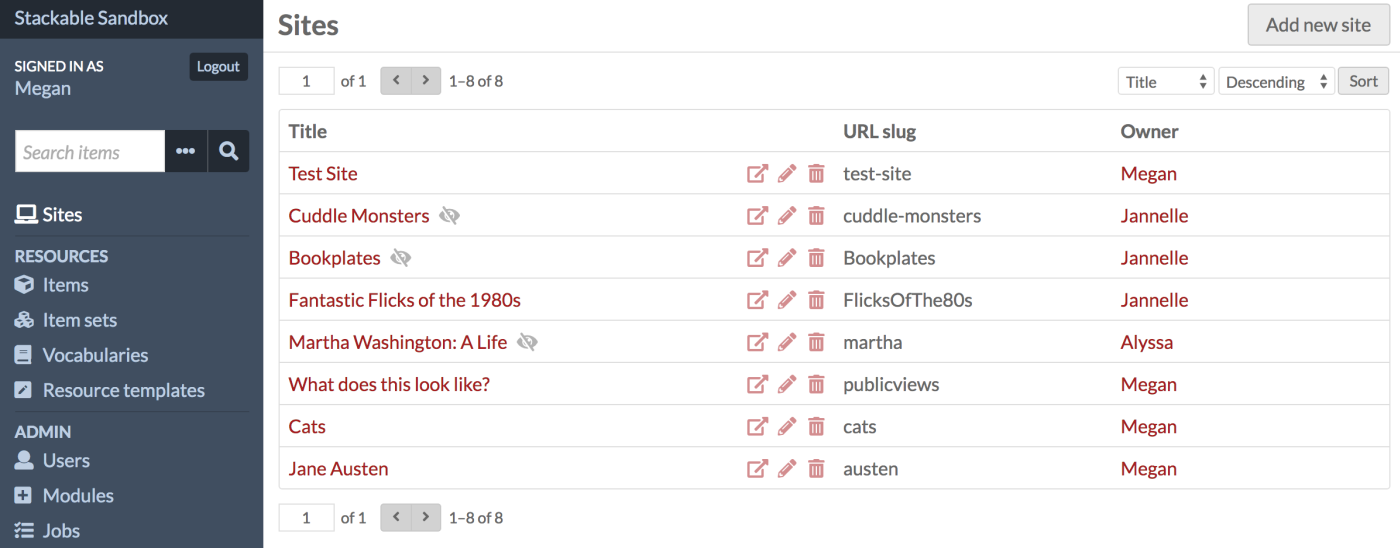 Stackable Sandbox
SIGNED IN AS
Megan
Logout
Search items
Sites
RESOURCES
Items
Item sets
Vocabularies
Resource templates
ADMIN
Users
Modules
Jobs
Sites
Add new site
1 of 1 1–8 of 8
Title Descending Sort
Title URL slug Owner
Test Site test-site Megan
Cuddle Monsters cuddle-monsters Jannelle
Bookplates Bookplates Jannelle
Fantastic Flicks of the 1980s FlicksOfThe80s Jannelle
Martha Washington: A Life martha Alyssa
What does this look like? publicviews Megan
Cats cats Megan
Jane Austen austen Megan
1 of 1 1–8 of 8